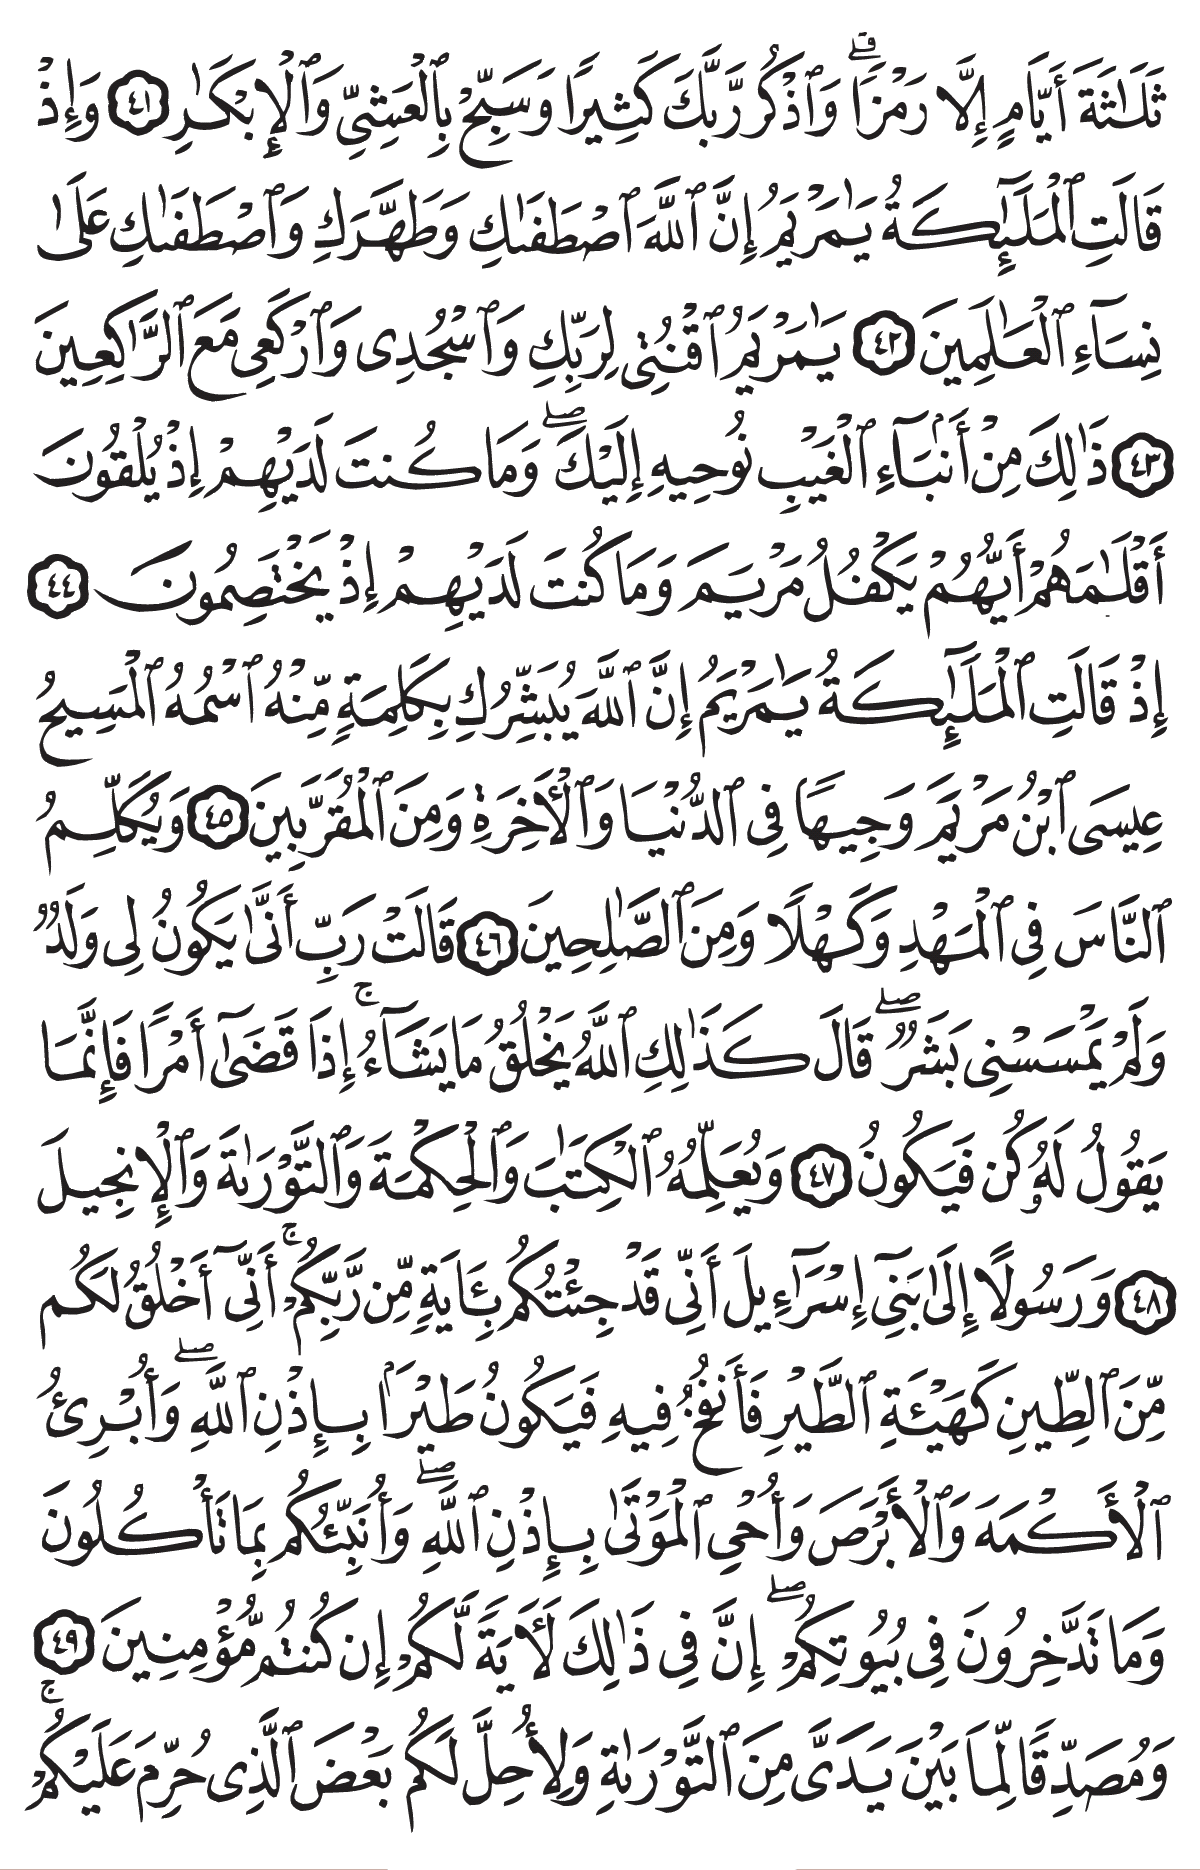 ثَلَٰثَةَ أَيَّامٍ إِلَّا رَمْزًا ۗ وَٱذْكُر رَّبَّكَ كَثِيرًا وَسَبِّحْ بِٱلْعَشِيِّ وَٱلْإِبْكَٰرِ ٤١ وَإِذْ
قَالَتِ ٱلْمَلَٰٓئِكَةُ يَٰمَرْيَمُ إِنَّ ٱللَّهَ ٱصْطَفَىٰكِ وَطَهَّرَكِ وَٱصْطَفَىٰكِ عَلَىٰ
نِسَآءِ ٱلْعَٰلَمِينَ ٤٢ يَٰمَرْيَمُ ٱقْنُتِى لِرَبِّكِ وَٱسْجُدِى وَٱرْكَعِى مَعَ ٱلرَّٰكِعِينَ
٤٣ ذَٰلِكَ مِنْ أَنۢبَآءِ ٱلْغَيْبِ نُوحِيهِ إِلَيْكَ ۖ وَمَا كُنتَ لَدَيْهِمْ إِذْ يُلْقُونَ
أَقْلَٰمَهُمْ أَيُّهُمْ يَكْفُلُ مَرْيَمَ وَمَا كُنتَ لَدَيْهِمْ إِذْ يَخْتَصِمُونَ ٤٤
إِذْ قَالَتِ ٱلْمَلَٰٓئِكَةُ يَٰمَرْيَمُ إِنَّ ٱللَّهَ يُبَشِّرُكِ بِكَلِمَةٍ مِّنْهُ ٱسْمُهُ ٱلْمَسِيحُ
عِيسَى ٱبْنُ مَرْيَمَ وَجِيهًا فِى ٱلدُّنْيَا وَٱلْأَخِرَةِ وَمِنَ ٱلْمُقَرَّبِينَ ٤٥ وَيُكَلِّمُ
ٱلنَّاسَ فِى ٱلْمَهْدِ وَكَهْلًا وَمِنَ ٱلصَّٰلِحِينَ ٤٦ قَالَتْ رَبِّ أَنَّىٰ يَكُونُ لِى وَلَدٌ
وَلَمْ يَمْسَسْنِى بَشَرٌ ۖ قَالَ كَذَٰلِكِ ٱللَّهُ يَخْلُقُ مَا يَشَآءُ ۚ إِذَا قَضَىٰٓ أَمْرًا فَإِنَّمَا
يَقُولُ لَهُۥ كُن فَيَكُونُ ٤٧ وَيُعَلِّمُهُ ٱلْكِتَٰبَ وَٱلْحِكْمَةَ وَٱلتَّوْرَىٰةَ وَٱلْإِنجِيلَ
٤٨ وَرَسُولًا إِلَىٰ بَنِىٓ إِسْرَٰٓءِيلَ أَنِّى قَدْ جِئْتُكُم بِـَٔايَةٍ مِّن رَّبِّكُمْ ۚ أَنِّىٓ أَخْلُقُ لَكُم
مِّنَ ٱلطِّينِ كَهَيْـَٔةِ ٱلطَّيْرِ فَأَنفُخُ فِيهِ فَيَكُونُ طَيْرًۢا بِإِذْنِ ٱللَّهِ ۖ وَأُبْرِئُ
ٱلْأَكْمَهَ وَٱلْأَبْرَصَ وَأُحْىِ ٱلْمَوْتَىٰ بِإِذْنِ ٱللَّهِ ۖ وَأُنَبِّئُكُم بِمَا تَأْكُلُونَ
وَمَا تَدَّخِرُونَ فِى بُيُوتِكُمْ ۖ إِنَّ فِى ذَٰلِكَ لَأَيَةً لَّكُمْ إِن كُنتُم مُّؤْمِنِينَ ٤٩
وَمُصَدِّقًا لِّمَا بَيْنَ يَدَىَّ مِنَ ٱلتَّوْرَىٰةِ وَلِأُحِلَّ لَكُم بَعْضَ ٱلَّذِى حُرِّمَ عَلَيْكُمْ ۚ